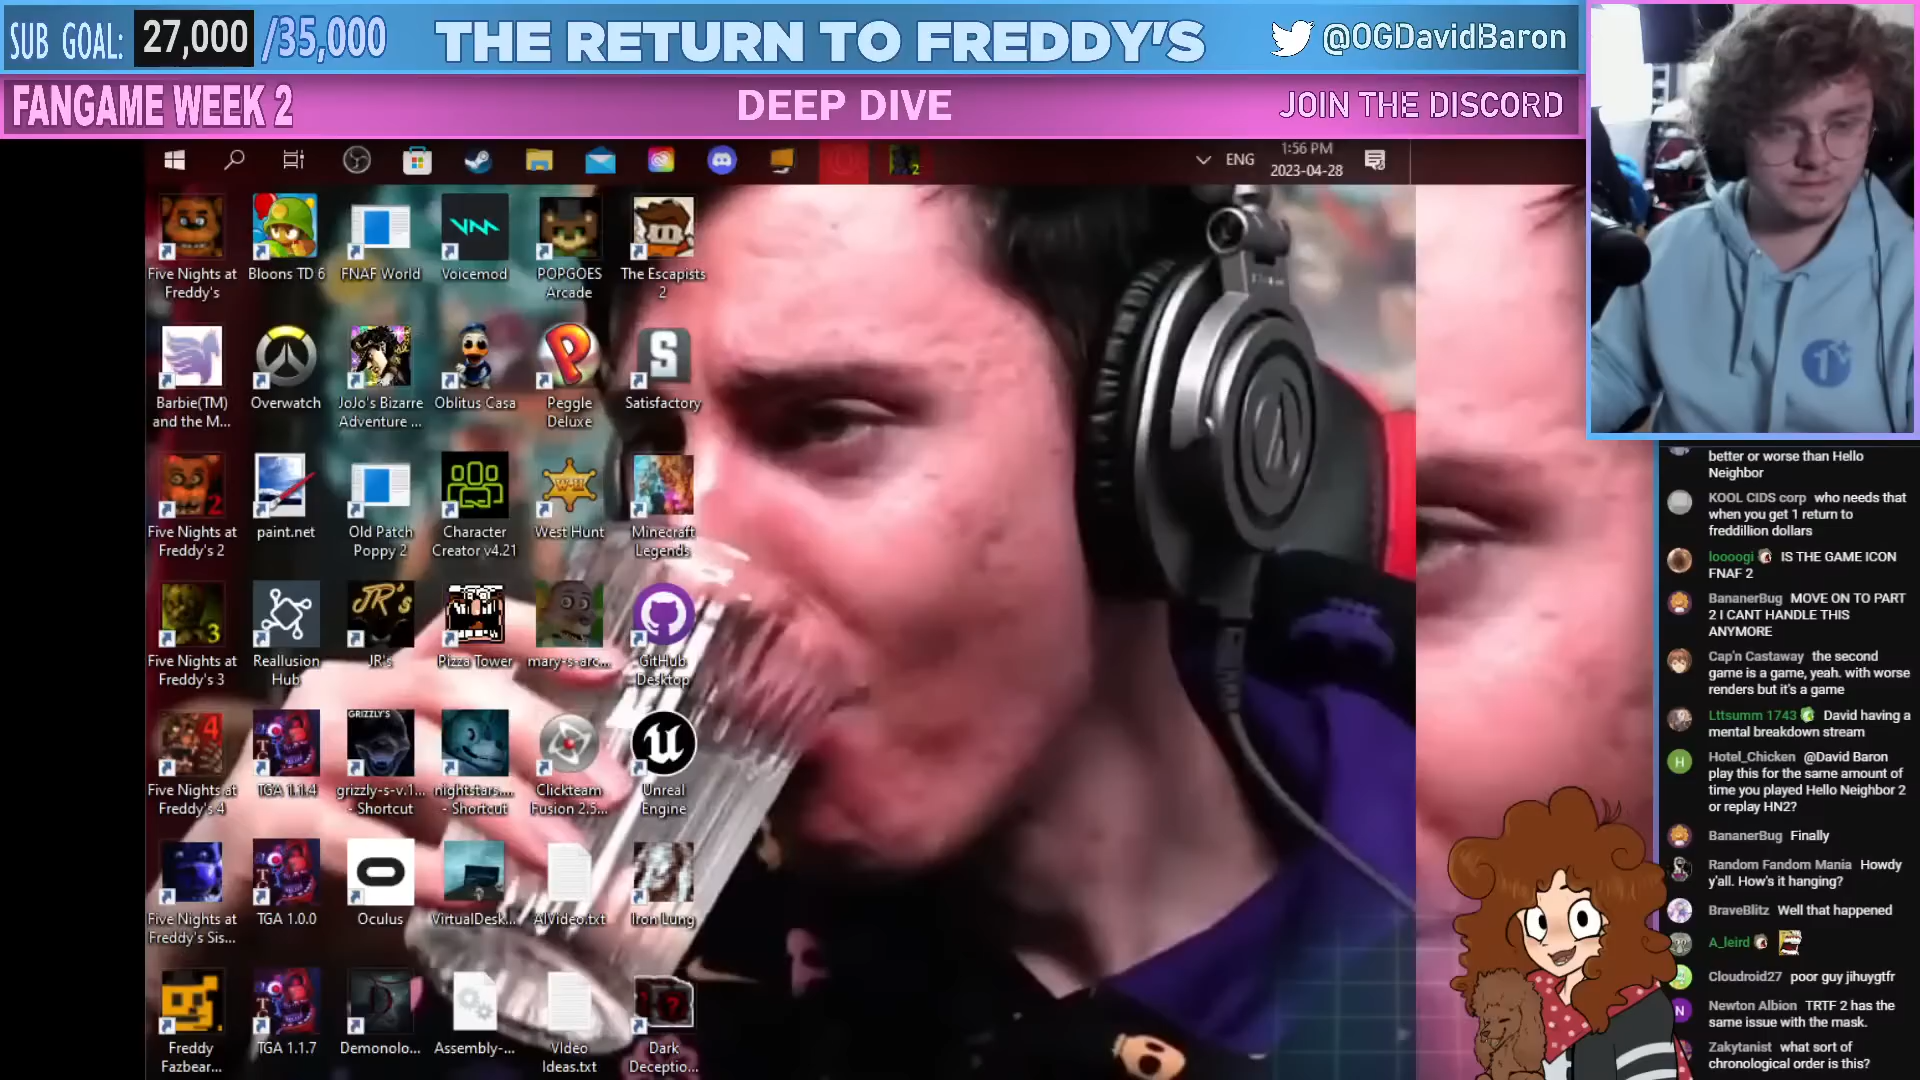 SUB GOAL: 27,000 /35,000
THE RETURN TO FREDDY'S
@OGDavidBaron
FANGAME WEEK 2
DEEP DIVE
JOIN THE DISCORD
ENG
1:56 PM
2023-04-28
Five Nights at Freddy's
Bloons TD 6
FNAF World
Voicemod
POPGOES Arcade
The Escapists 2
Barbie(TM) and the M...
Overwatch
JoJo's Bizarre Adventure ...
Oblitus Casa
Peggle Deluxe
Satisfactory
Five Nights at Freddy's 2
paint.net
Old Patch Poppy 2
Character Creator v4.21
West Hunt
Minecraft Legends
Five Nights at Freddy's 3
Reallusion Hub
JR's
Pizza Tower
mary-s-arc...
GitHub Desktop
Five Nights at Freddy's 4
TGA 1.1.4
GRIZZLY'S
grizzly-s-v.1... - Shortcut
nightstars.... - Shortcut
Clickteam Fusion 2.5...
Unreal Engine
Five Nights at Freddy's Sis...
TGA 1.0.0
Oculus
VirtualDesk...
AIVideo.txt
Iron Lung
Freddy Fazbear...
TGA 1.1.7
Demonolo...
Assembly-...
VIdeo Ideas.txt
Dark Deceptio...
better or worse than Hello
Neighbor
KOOL CIDS corp who needs that
when you get 1 return to
freddillion dollars
loooogi IS THE GAME ICON
FNAF 2
BananerBug MOVE ON TO PART
2 I CANT HANDLE THIS
ANYMORE
Cap'n Castaway the second
game is a game, yeah. with worse
renders but it's a game
Lttsumm 1743 David having a
mental breakdown stream
Hotel_Chicken @David Baron
play this for the same amount of
time you played Hello Neighbor 2
or replay HN2?
BananerBug Finally
Random Fandom Mania Howdy
y'all. How's it hanging?
BraveBlitz Well that happened
A_leird
Cloudroid27 poor guy jihuygtfr
Newton Albion TRTF 2 has the
same issue with the mask.
Zakytanist what sort of
chronological order is this?